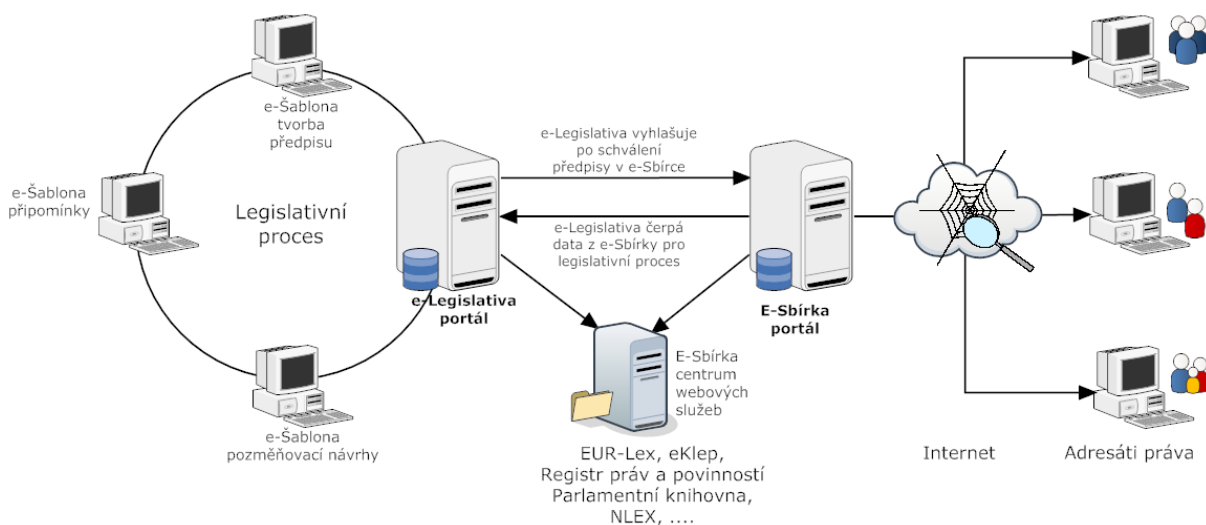 e-Šablona
tvorba
předpisu
e-Šablona
připomínky
Legislativní
proces
e-Šablona
pozměňovací návrhy
e-Legislativa
portál
e-Legislativa vyhlašuje
po schválení
předpisy v e-Sbírce
e-Legislativa čerpá
data z e-Sbírky pro
legislativní proces
E-Sbírka
portál
E-Sbírka
centrum
webových
služeb
EUR-Lex, eKlep,
Registr práv a povinností
Parlamentní knihovna,
NLEX, ....
Internet
Adresáti práva